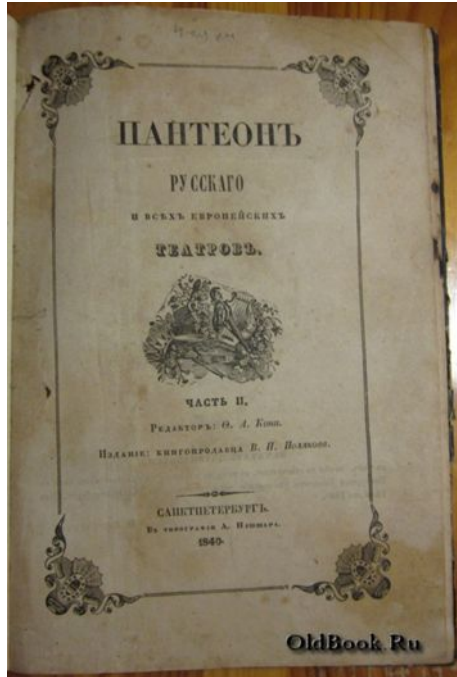 ПАНТЕОНЪ
РУССКАГО
И ВСѢХЪ ЕВРОПЕЙСКИХЪ
ТЕАТРОВЪ.
ЧАСТЬ II.
РЕДАКТОРЪ: Ѳ. А. Кони.
ИЗДАНІЕ: КНИГОПРОДАВЦА В. П. Полякова.
САНКТПЕТЕРБУРГЪ.
Въ типографіи А. Плюшара.
1840.
OldBook.Ru